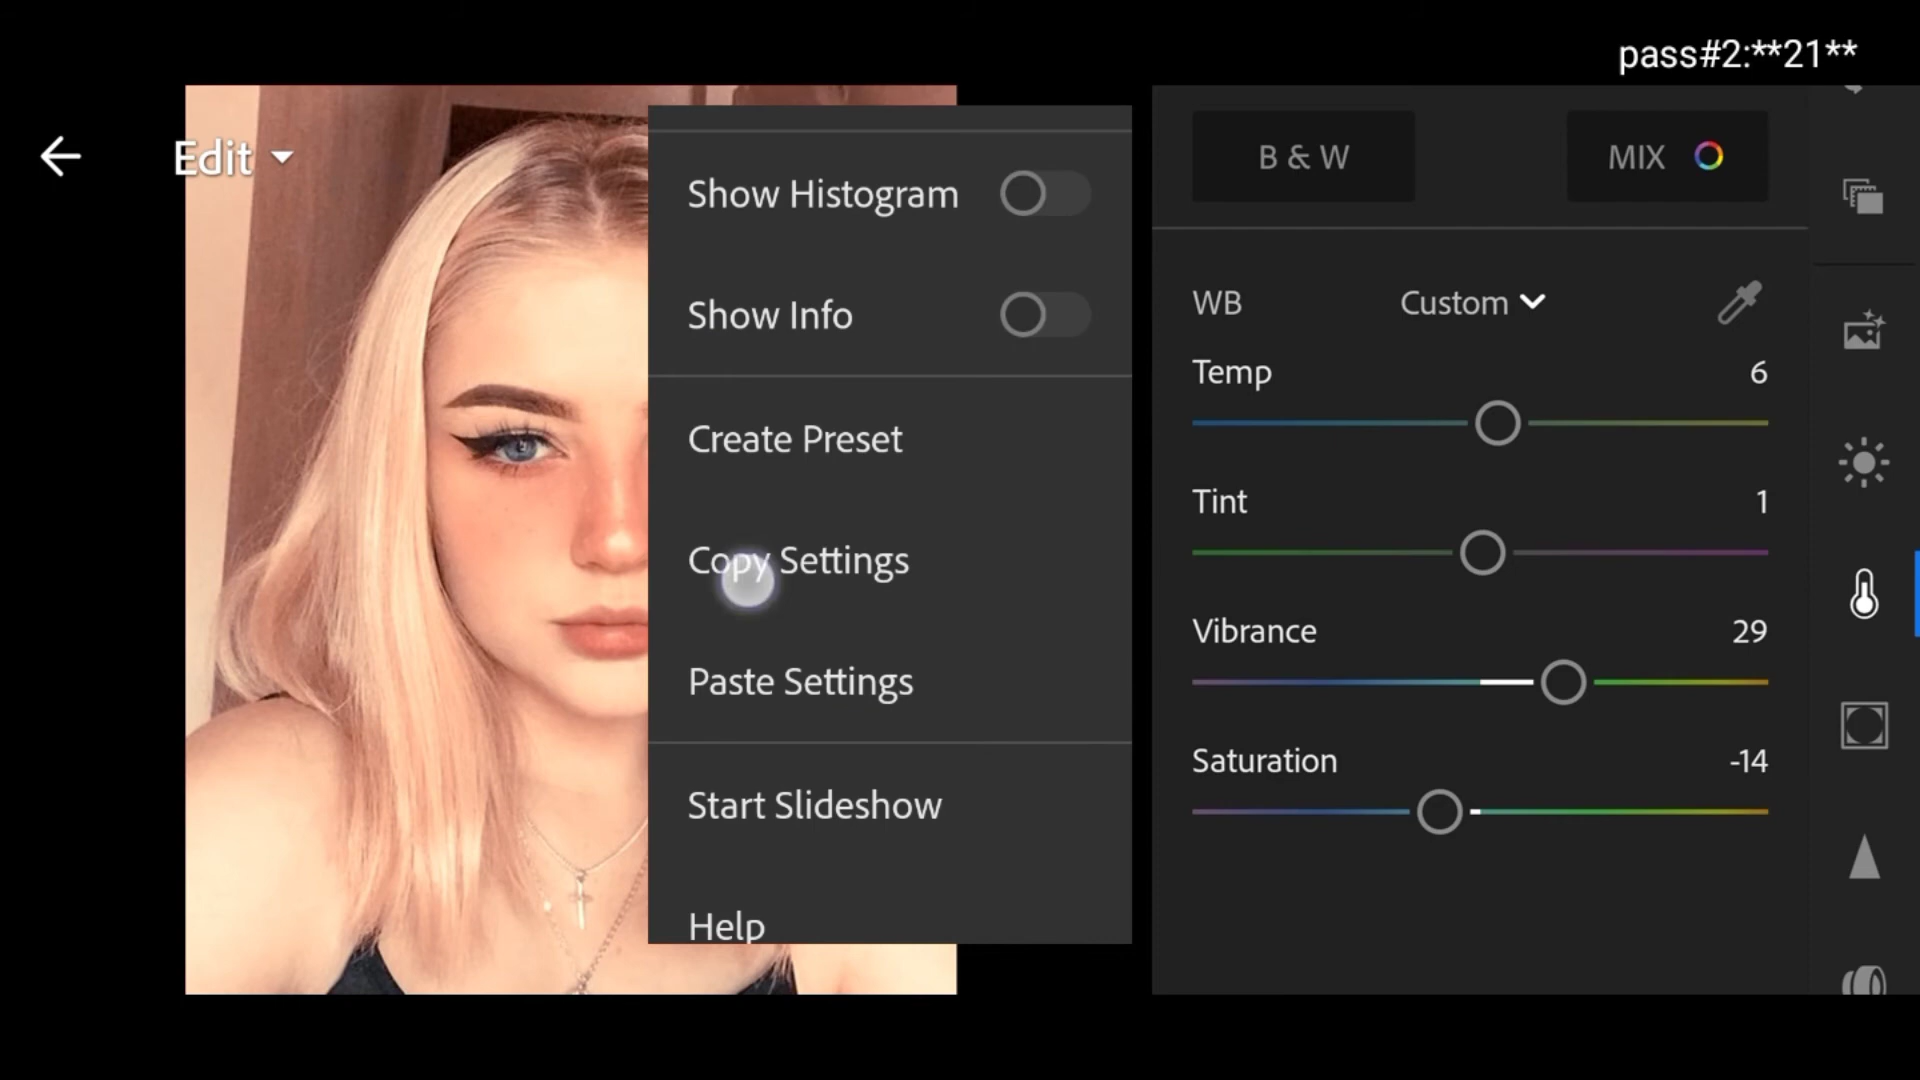 pass#2:**21**
Edit
Show Histogram
Show Info
Create Preset
Copy Settings
Paste Settings
Start Slideshow
Help
B & W
MIX
WB Custom
Temp 6
Tint 1
Vibrance 29
Saturation -14